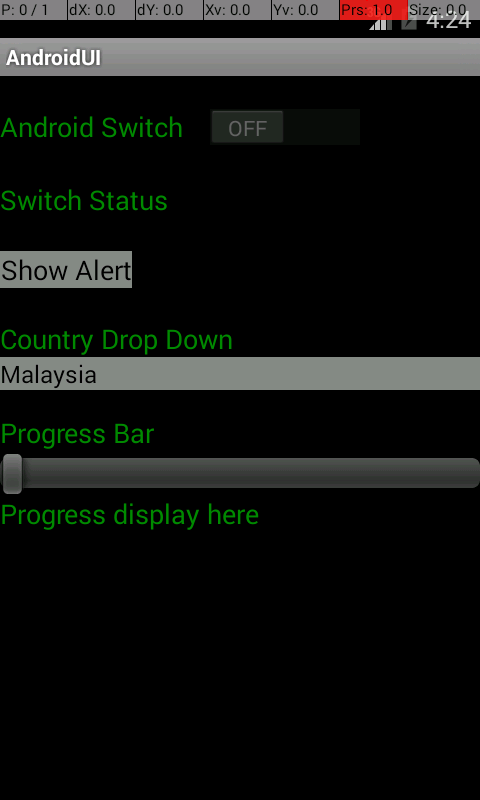 P: 0 / 1 dX: 0.0 dY: 0.0 Xv: 0.0 Yv: 0.0 Prs: 1.0 Size: 0.0
4:24
AndroidUI
Android Switch OFF
Switch Status
Show Alert
Country Drop Down
Malaysia
Progress Bar
Progress display here